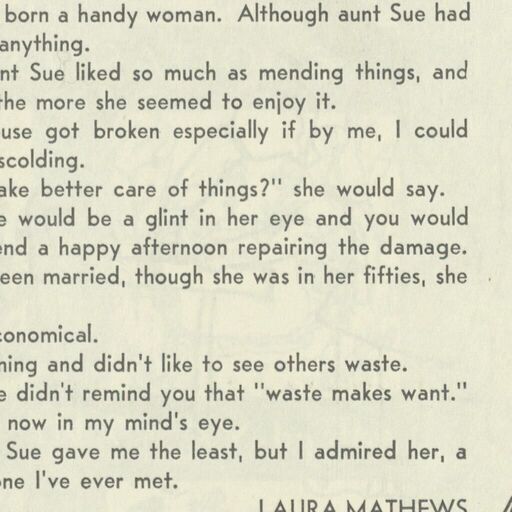 born a handy woman. Although aunt Sue had
anything.
nt Sue liked so much as mending things, and
the more she seemed to enjoy it.
use got broken especially if by me, I could
scolding.
ake better care of things?" she would say.
e would be a glint in her eye and you would
end a happy afternoon repairing the damage.
een married, though she was in her fifties, she
conomical.
hing and didn't like to see others waste.
e didn't remind you that "waste makes want."
now in my mind's eye.
Sue gave me the least, but I admired her, a
one I've ever met.
LAURA MATHEWS